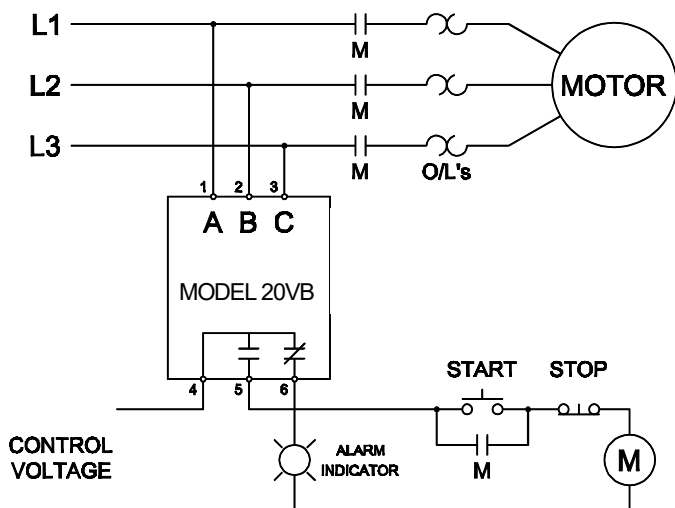 L1
M
L2
MOTOR
M
L3
M
O/L's
1 2 3
A B C
MODEL 20VB
4 5 6
START STOP
CONTROL
VOLTAGE
ALARM
INDICATOR
M
M